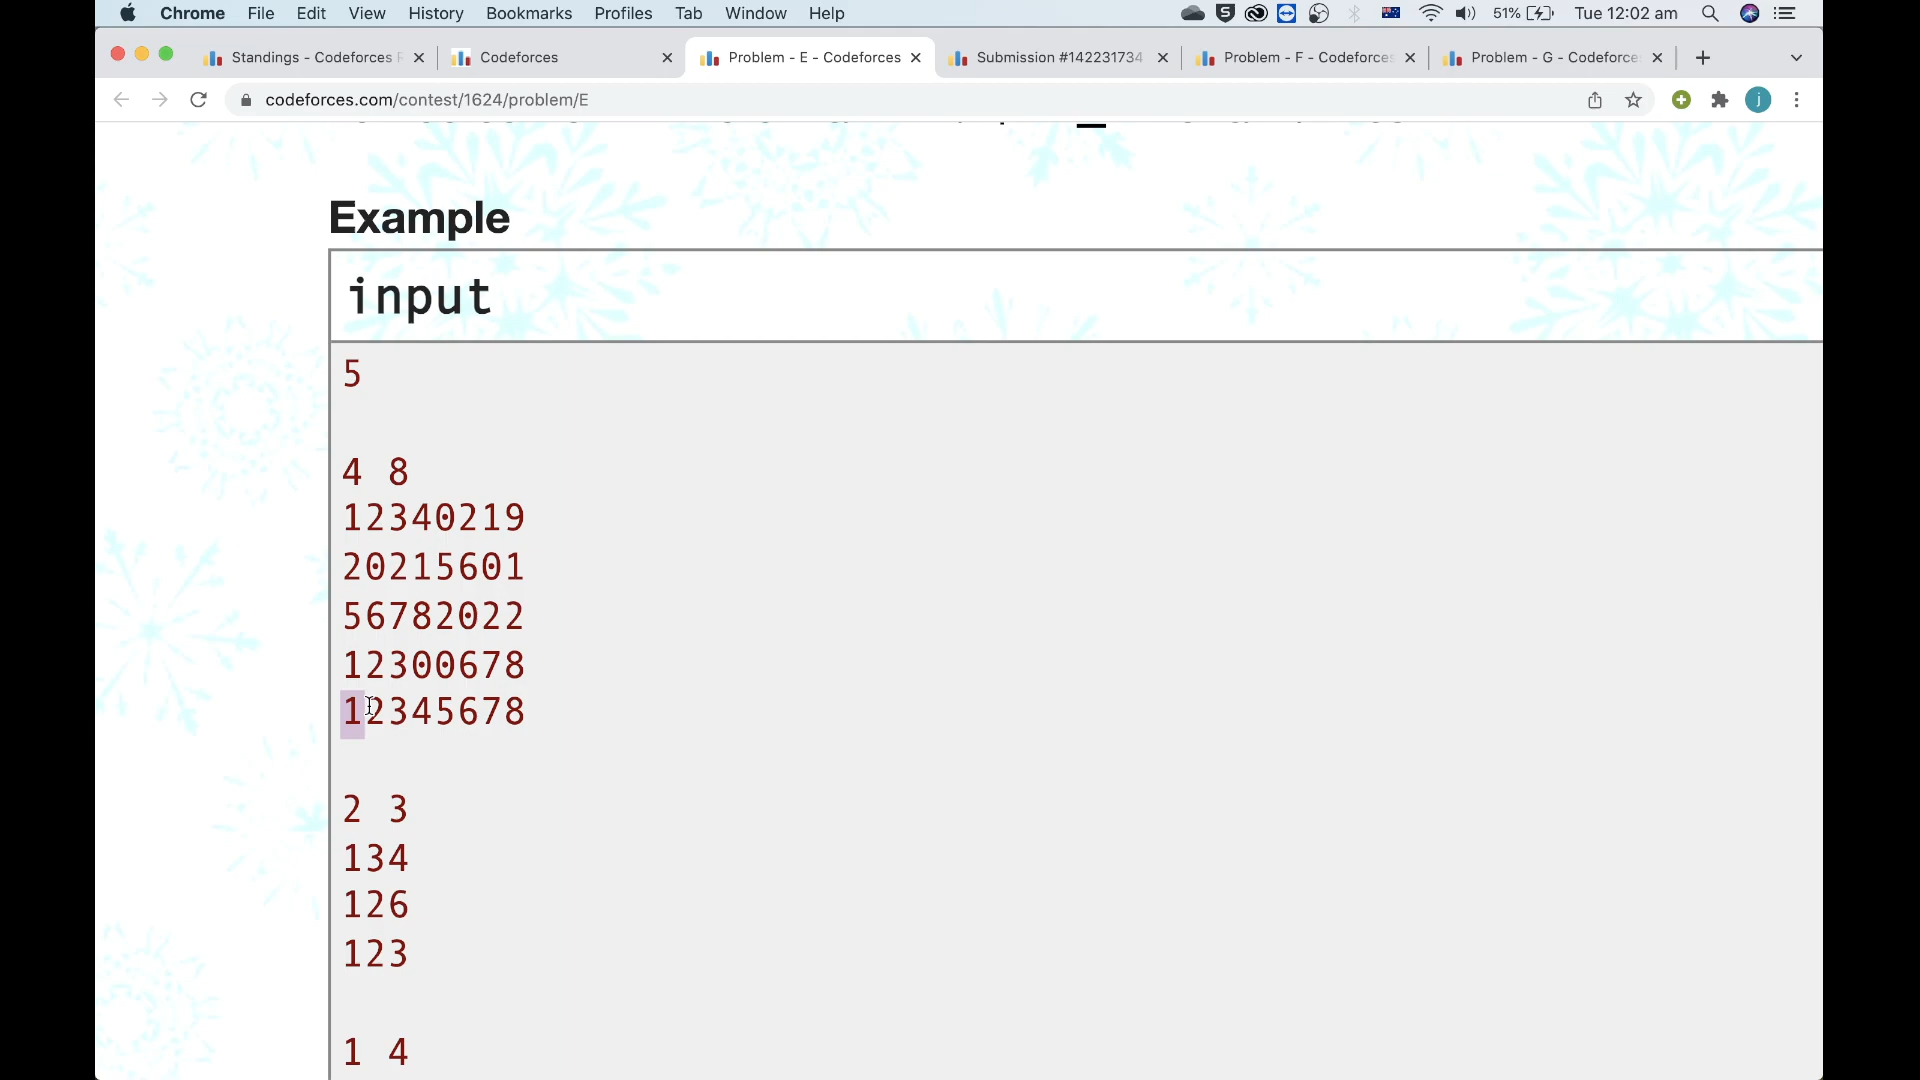 Chrome File Edit View History Bookmarks Profiles Tab Window Help 51% Tue 12:02 am
Standings - Codeforces Codeforces Problem - E - Codeforces Submission #142231734 Problem - F - Codeforces Problem - G - Codeforces
codeforces.com/contest/1624/problem/E j
Example
input
5
4 8
12340219
20215601
56782022
12300678
12345678
2 3
134
126
123
1 4